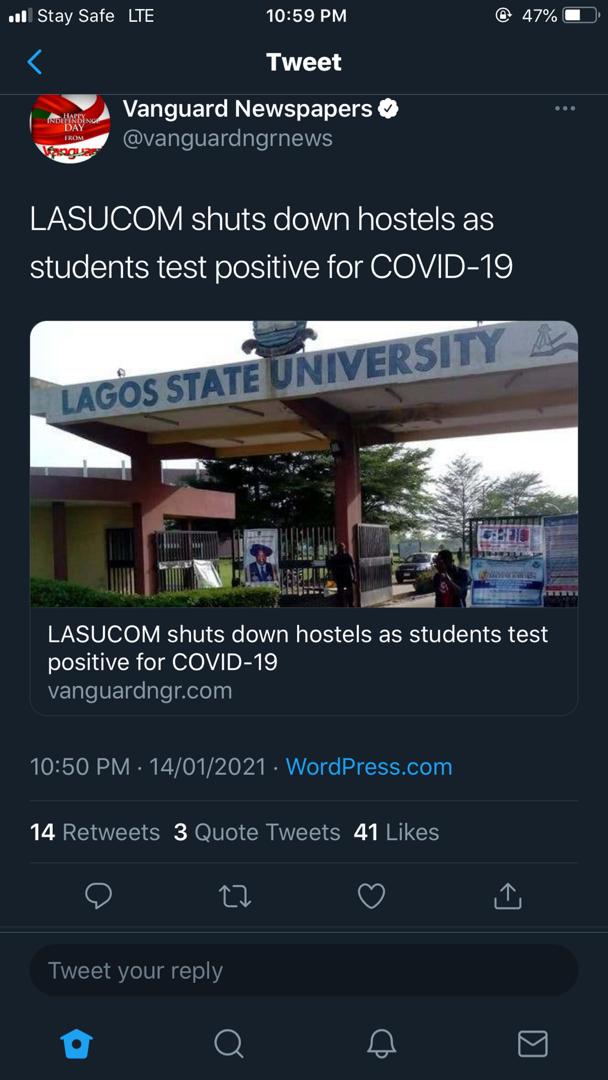 Stay Safe LTE 10:59 PM 47%
Tweet
HAPPY
INDEPENDENCE
DAY
FROM
Vanguard
Vanguard Newspapers
@vanguardngrnews
LASUCOM shuts down hostels as
students test positive for COVID-19
LAGOS STATE UNIVERSITY
LASUCOM shuts down hostels as students test
positive for COVID-19
vanguardngr.com
10:50 PM · 14/01/2021 · WordPress.com
14 Retweets 3 Quote Tweets 41 Likes
Tweet your reply